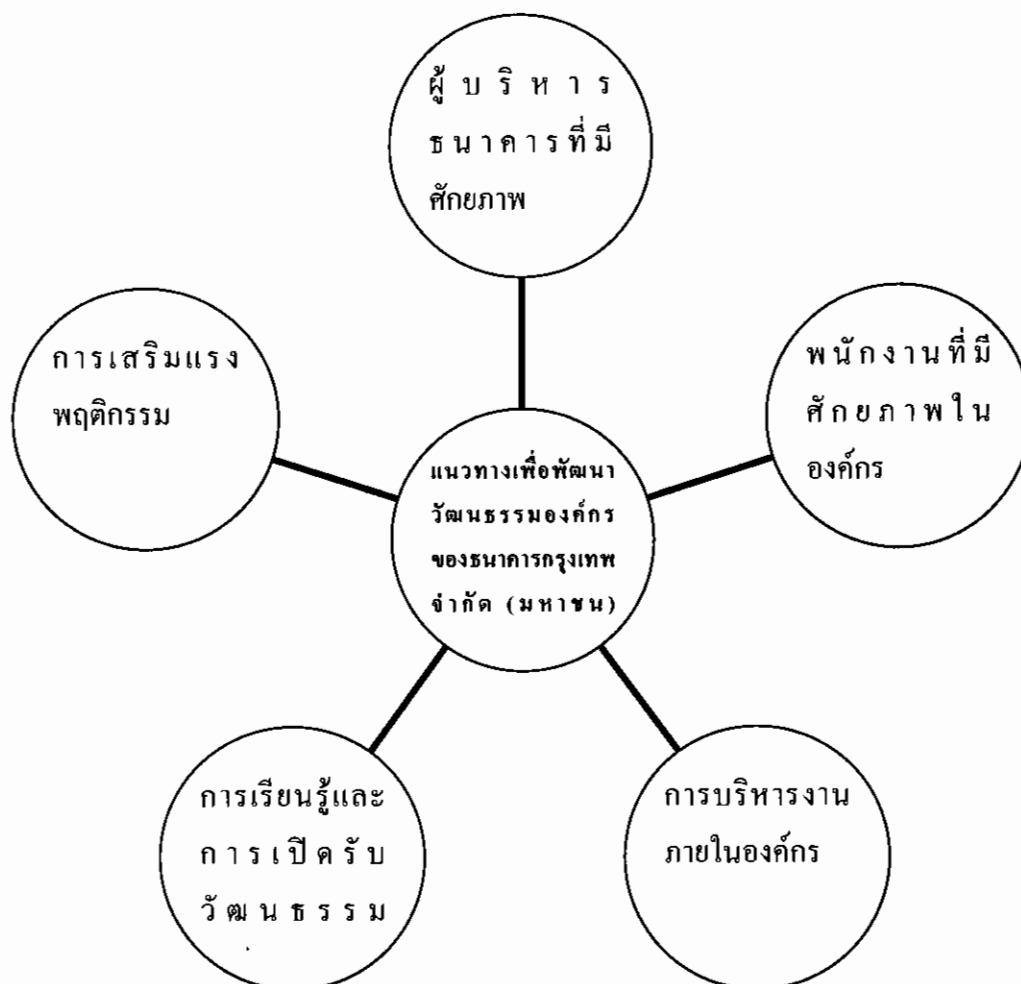 ผู้บริหาร
ธนาคารที่มี
ศักยภาพ
การเสริมแรง
พฤติกรรม
พนักงานที่มี
ศักยภาพใน
องค์กร
แนวทางเพื่อพัฒนา
วัฒนธรรมองค์กร
ของธนาคารกรุงเทพ
จำกัด (มหาชน)
การเรียนรู้และ
การเปิดรับ
วัฒนธรรม
การบริหารงาน
ภายในองค์กร